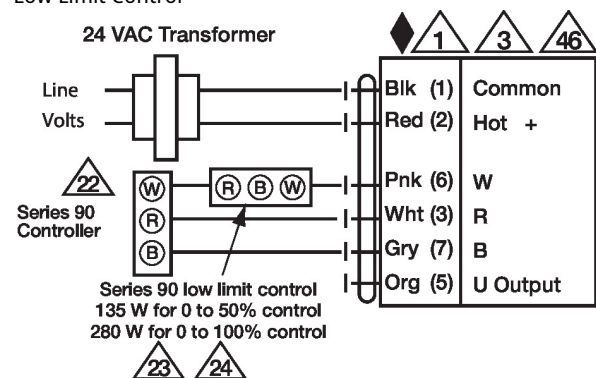 Low Limit Control
24 VAC Transformer
1 3 46
Line
Volts
Blk (1) Common
Red (2) Hot +
22
Series 90
Controller
W
R
B
R B W
Pnk (6) W
Wht (3) R
Gry (7) B
Org (5) U Output
Series 90 low limit control
135 W for 0 to 50% control
280 W for 0 to 100% control
23 24